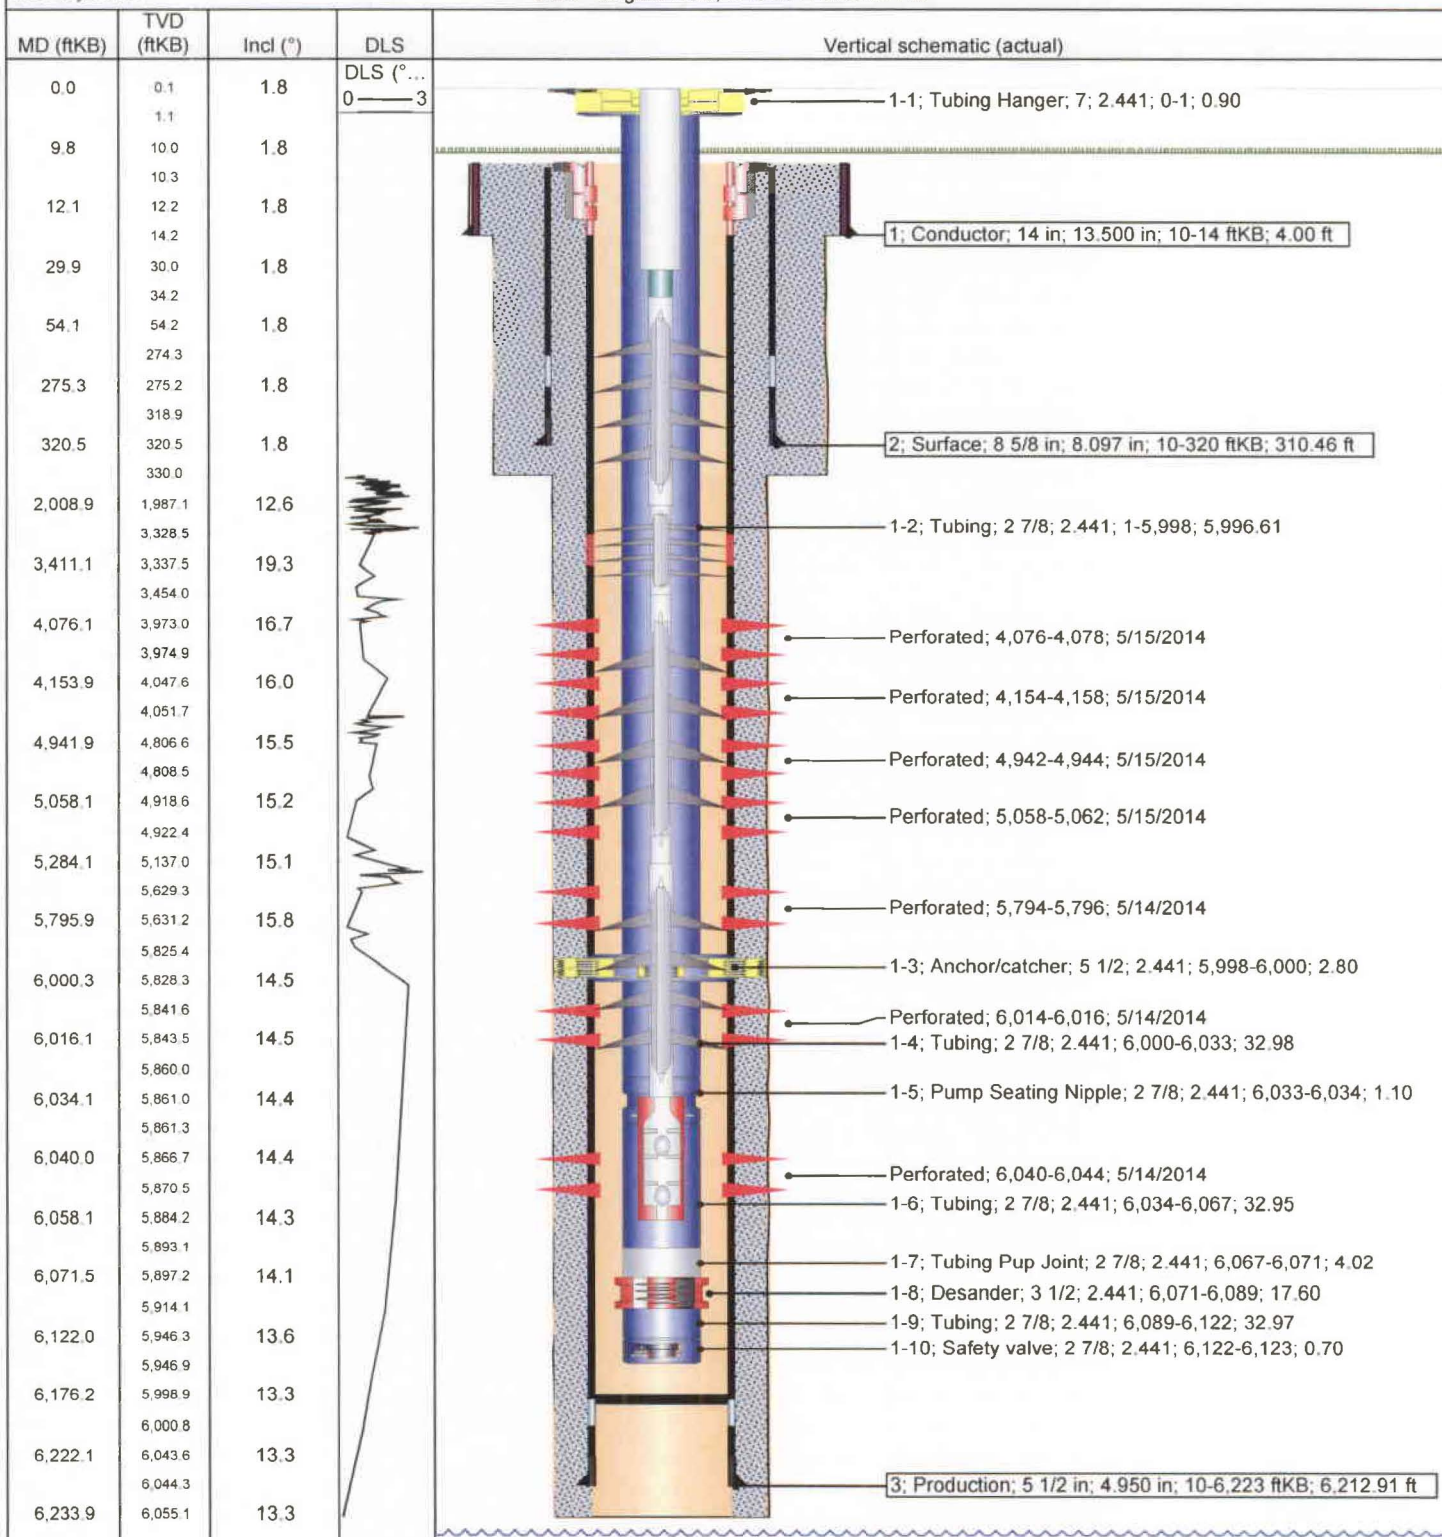 MD (ftKB) TVD (ftKB) Incl (°) DLS Vertical schematic (actual)
DLS (°...
0 3
0.0 0.1 1.8
1.1
9.8 10.0 1.8
10.3
12.1 12.2 1.8
14.2
29.9 30.0 1.8
34.2
54.1 54.2 1.8
274.3
275.3 275.2 1.8
318.9
320.5 320.5 1.8
330.0
2,008.9 1,987.1 12.6
3,328.5
3,411.1 3,337.5 19.3
3,454.0
4,076.1 3,973.0 16.7
3,974.9
4,153.9 4,047.6 16.0
4,051.7
4,941.9 4,806.6 15.5
4,808.5
5,058.1 4,918.6 15.2
4,922.4
5,284.1 5,137.0 15.1
5,629.3
5,795.9 5,631.2 15.8
5,825.4
6,000.3 5,828.3 14.5
5,841.6
6,016.1 5,843.5 14.5
5,860.0
6,034.1 5,861.0 14.4
5,861.3
6,040.0 5,866.7 14.4
5,870.5
6,058.1 5,884.2 14.3
5,893.1
6,071.5 5,897.2 14.1
5,914.1
6,122.0 5,946.3 13.6
5,946.9
6,176.2 5,998.9 13.3
6,000.8
6,222.1 6,043.6 13.3
6,044.3
6,233.9 6,055.1 13.3
1-1; Tubing Hanger; 7; 2.441; 0-1; 0.90
1; Conductor; 14 in; 13.500 in; 10-14 ftKB; 4.00 ft
2; Surface; 8 5/8 in; 8.097 in; 10-320 ftKB; 310.46 ft
1-2; Tubing; 2 7/8; 2.441; 1-5,998; 5,996.61
Perforated; 4,076-4,078; 5/15/2014
Perforated; 4,154-4,158; 5/15/2014
Perforated; 4,942-4,944; 5/15/2014
Perforated; 5,058-5,062; 5/15/2014
Perforated; 5,794-5,796; 5/14/2014
1-3; Anchor/catcher; 5 1/2; 2.441; 5,998-6,000; 2.80
Perforated; 6,014-6,016; 5/14/2014
1-4; Tubing; 2 7/8; 2.441; 6,000-6,033; 32.98
1-5; Pump Seating Nipple; 2 7/8; 2.441; 6,033-6,034; 1.10
Perforated; 6,040-6,044; 5/14/2014
1-6; Tubing; 2 7/8; 2.441; 6,034-6,067; 32.95
1-7; Tubing Pup Joint; 2 7/8; 2.441; 6,067-6,071; 4.02
1-8; Desander; 3 1/2; 2.441; 6,071-6,089; 17.60
1-9; Tubing; 2 7/8; 2.441; 6,089-6,122; 32.97
1-10; Safety valve; 2 7/8; 2.441; 6,122-6,123; 0.70
3; Production; 5 1/2 in; 4.950 in; 10-6,223 ftKB; 6,212.91 ft